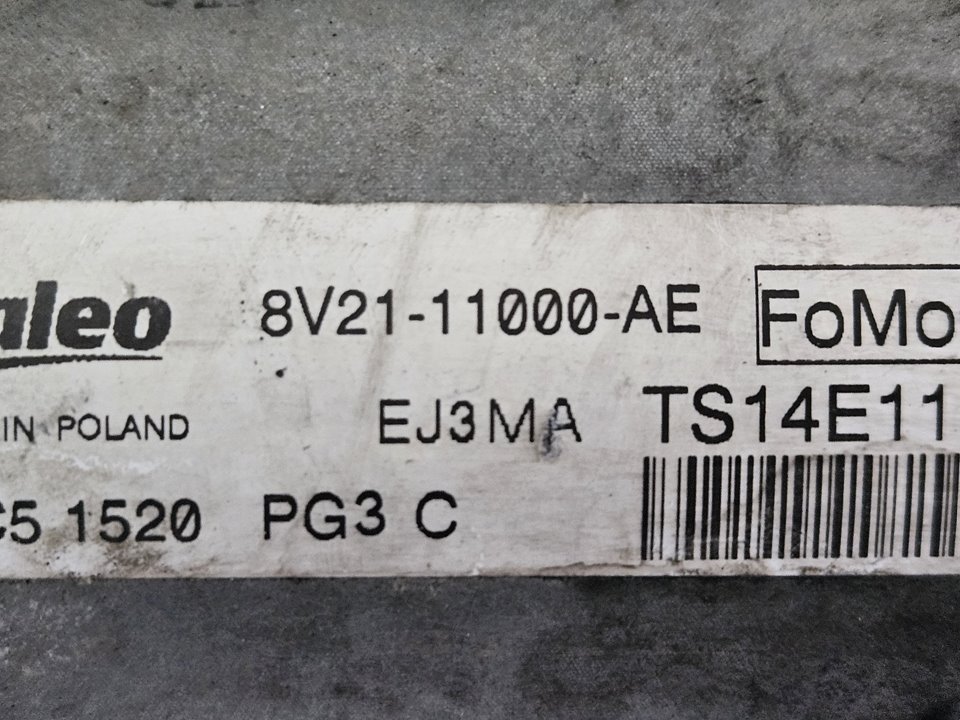 aleo 8V21-11000-AE FoMo
IN POLAND EJ3MA TS14E11
C5 1520 PG3 C